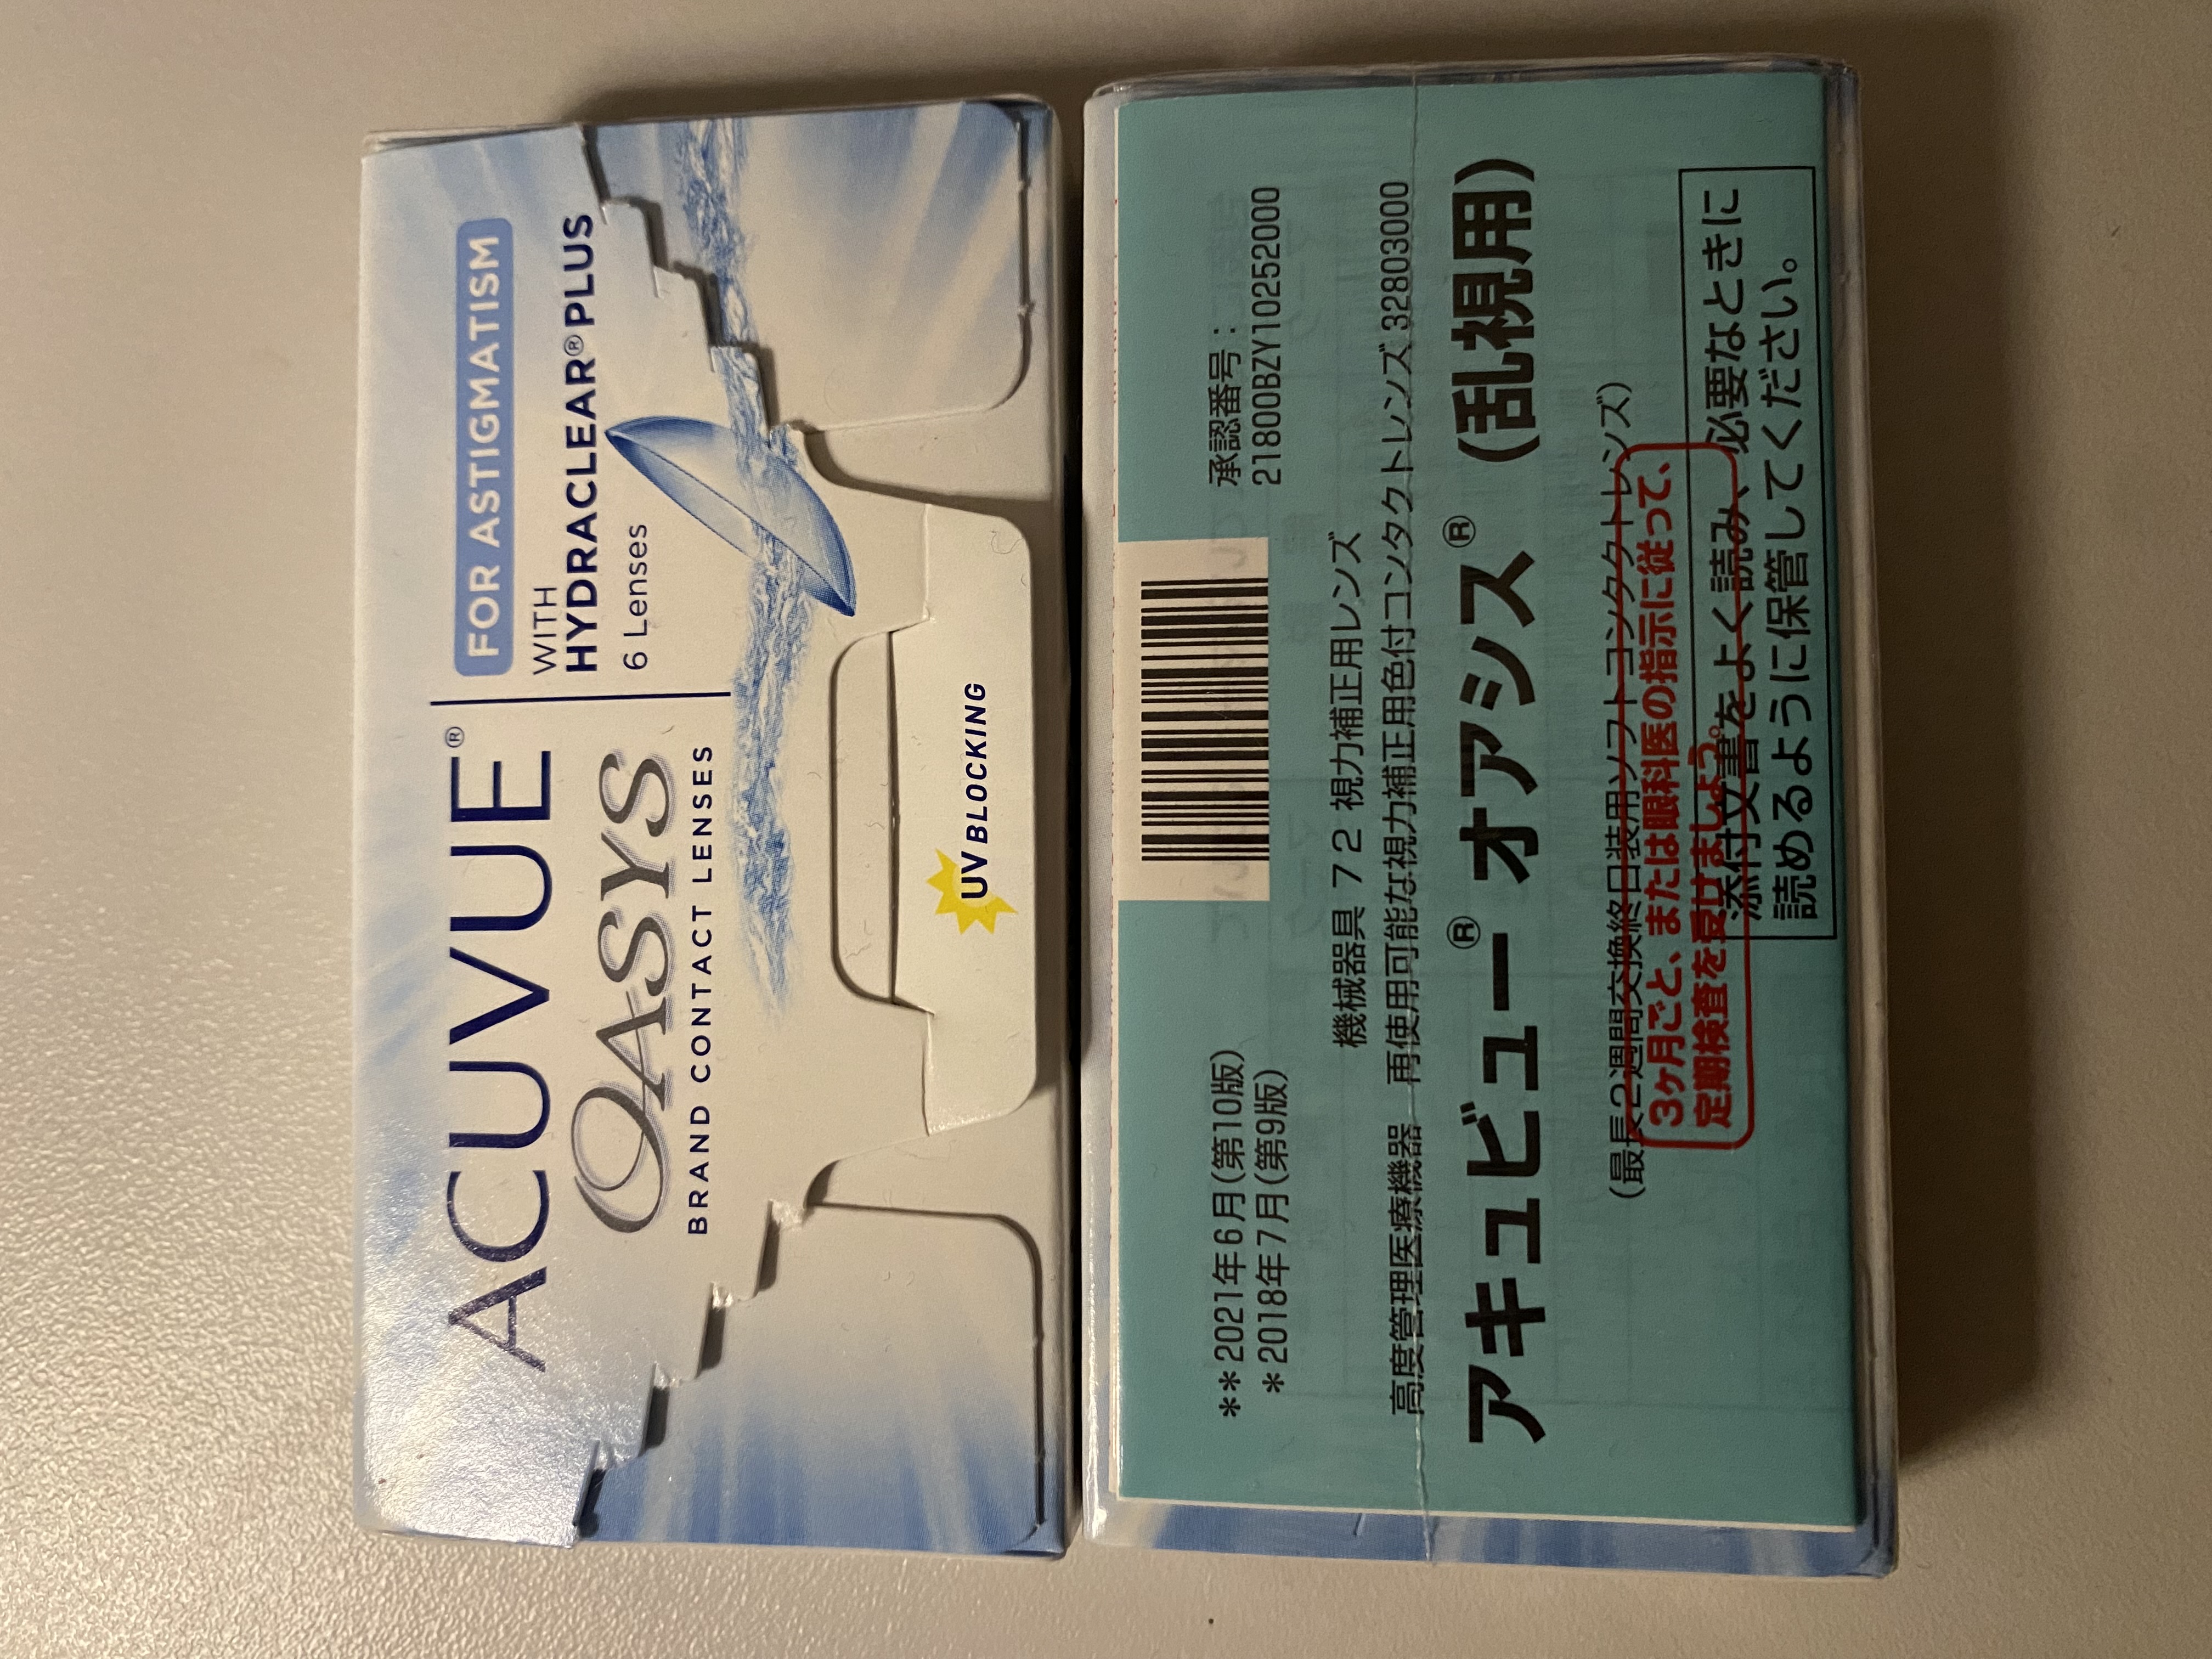 ACUVUE®
OASYS
BRAND CONTACT LENSES
FOR ASTIGMATISM
WITH
HYDRACLEAR®PLUS
6 Lenses
UV BLOCKING
**2021年6月(第10版)
*2018年7月(第9版)
承認番号:
21800BZY10252000
機械器具 72 視力補正用レンズ
高度管理医療機器 再使用可能な視力補正用色付コンタクトレンズ 32803000
アキュビュー® オアシス® (乱視用)
(最長2週間交換終日装用ソフトコンタクトレンズ)
3ヶ月ごと、または眼科医の指示に従って、
定期検査を受けましょう。
添付文書をよく読み、必要なときに
読めるように保管してください。